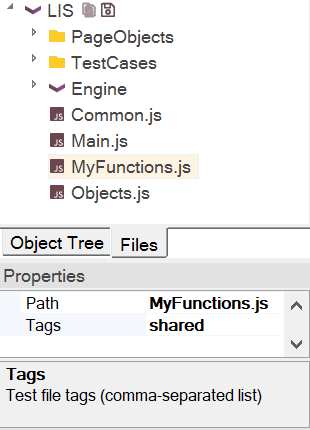 LIS
PageObjects
TestCases
Engine
JS Common.js
JS Main.js
JS MyFunctions.js
JS Objects.js
Object Tree Files
Properties
Path MyFunctions.js
Tags shared
Tags
Test file tags (comma-separated list)